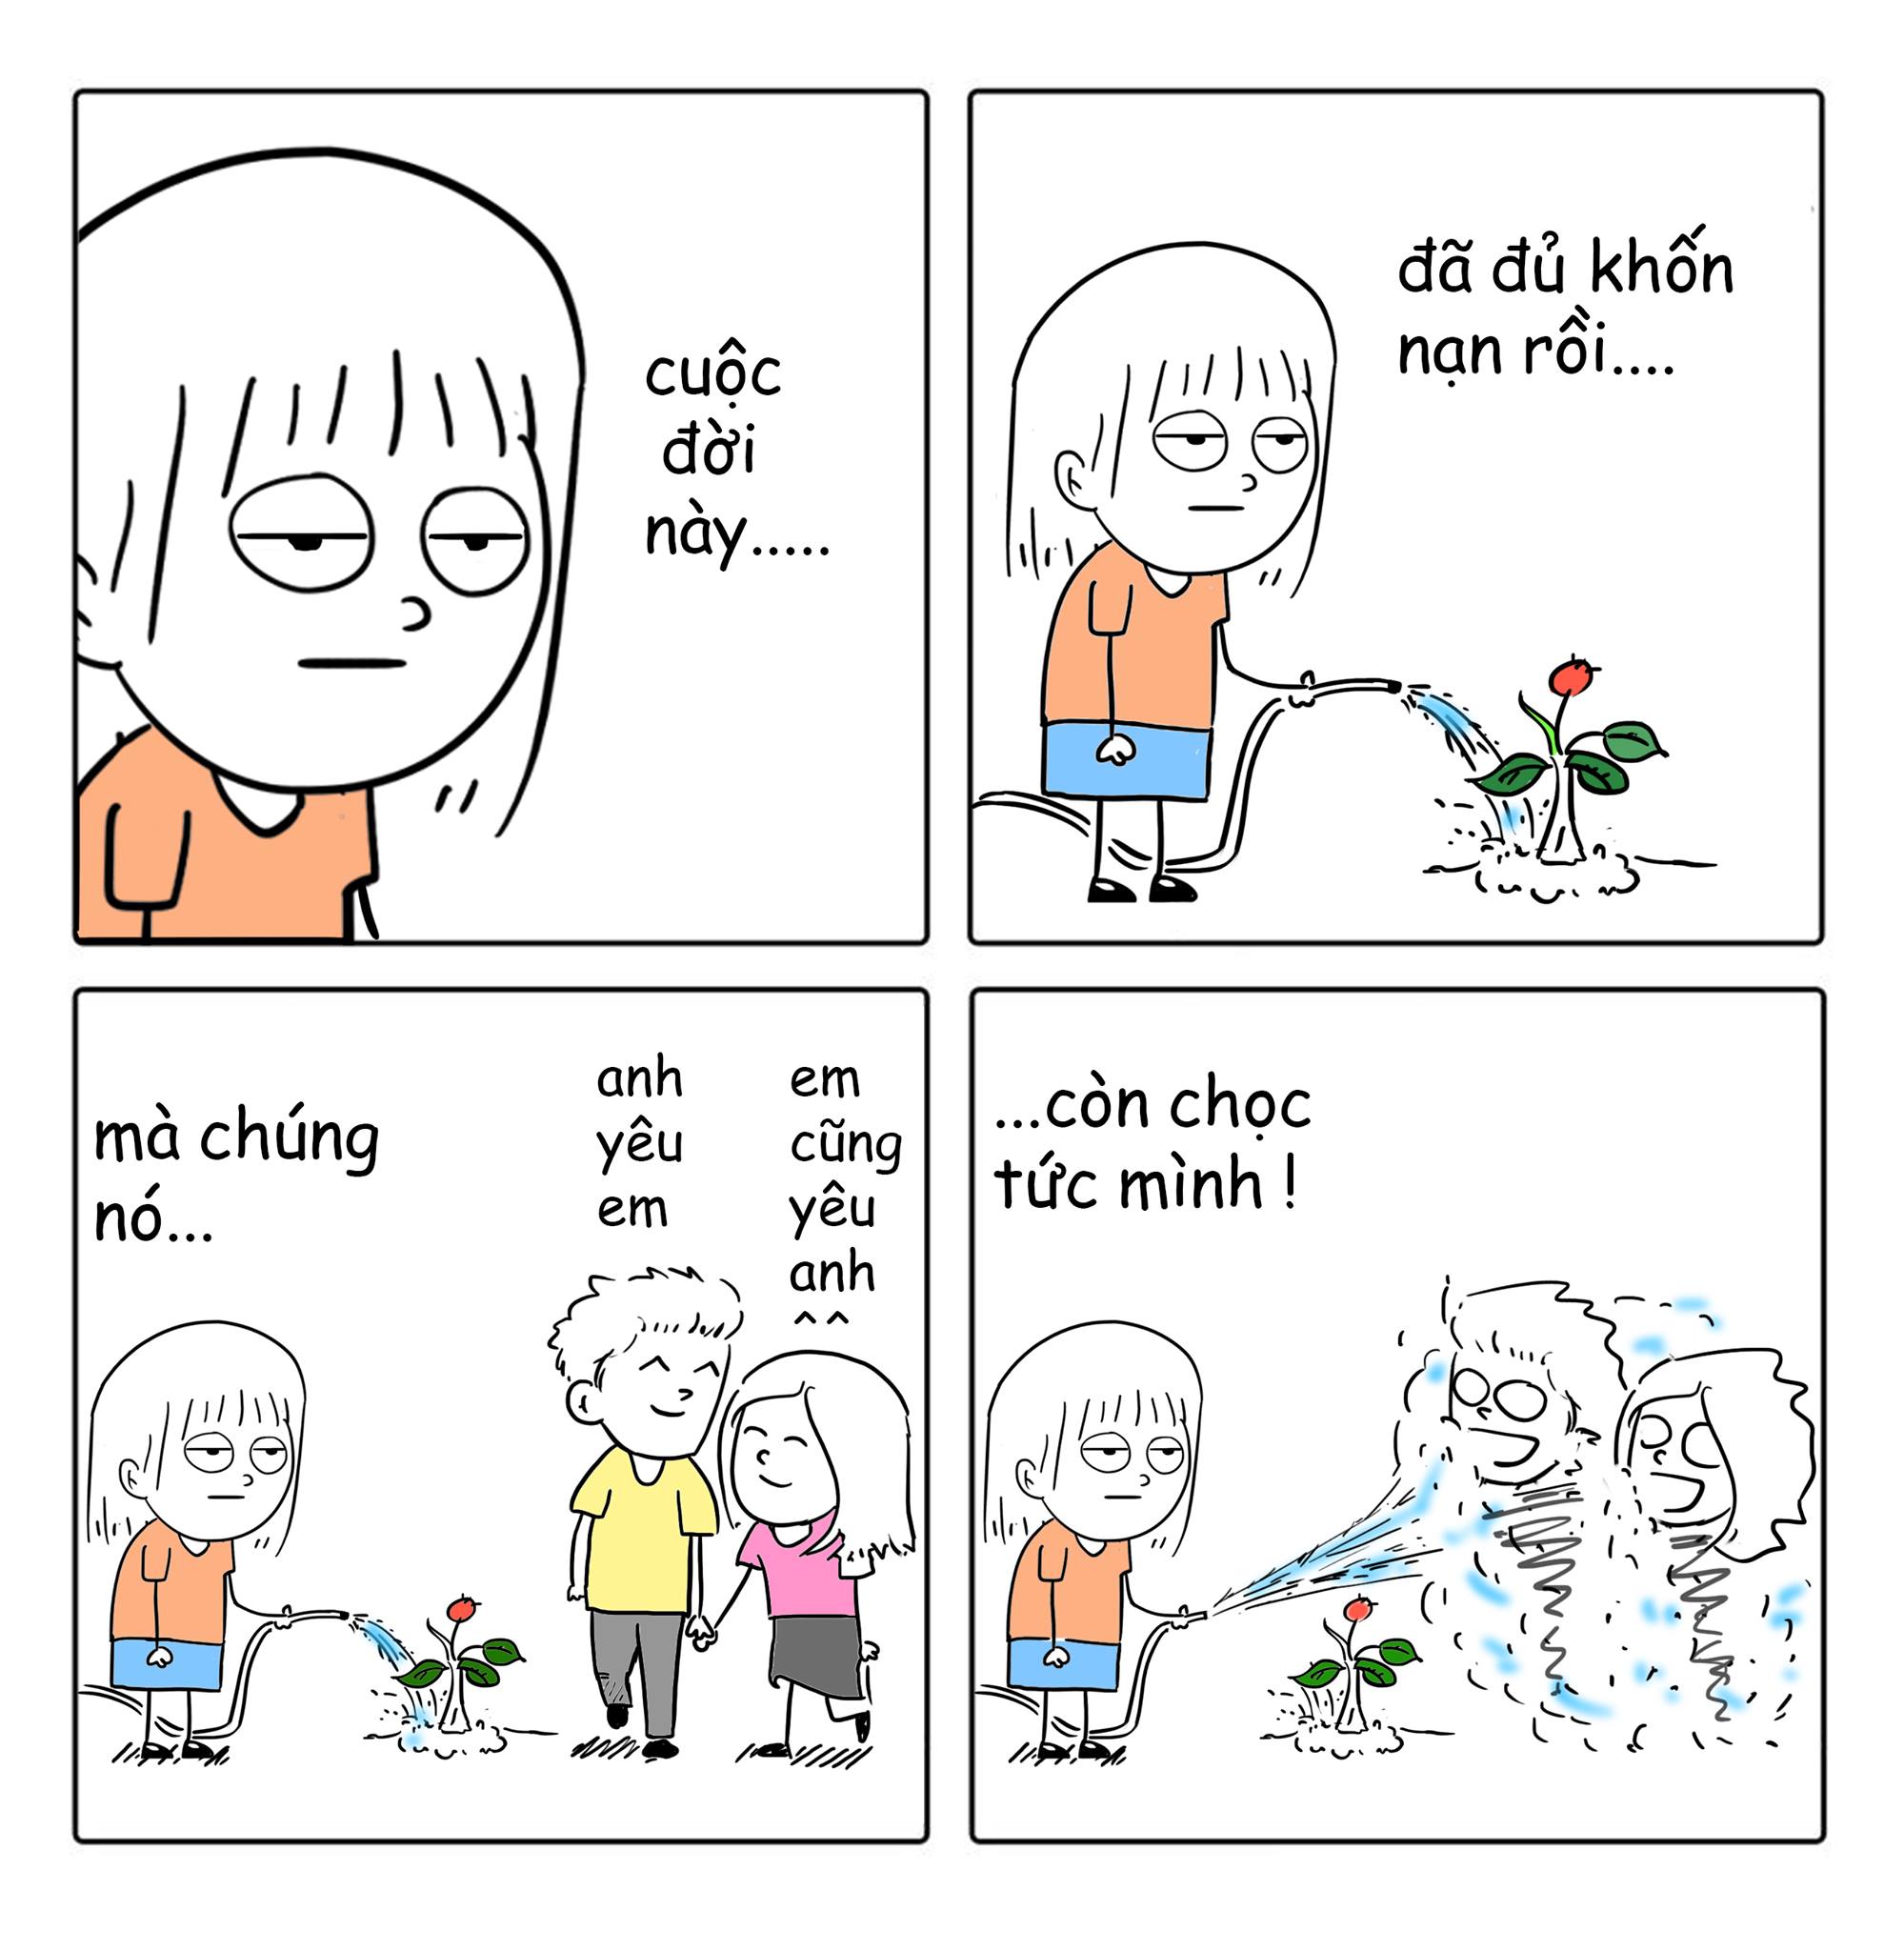 cuộc
đời
này.....
đã đủ khốn
nạn rồi....
mà chúng
nó...
anh
yêu
em
em
cũng
yêu
anh
^ ^
...còn chọc
tức mình !